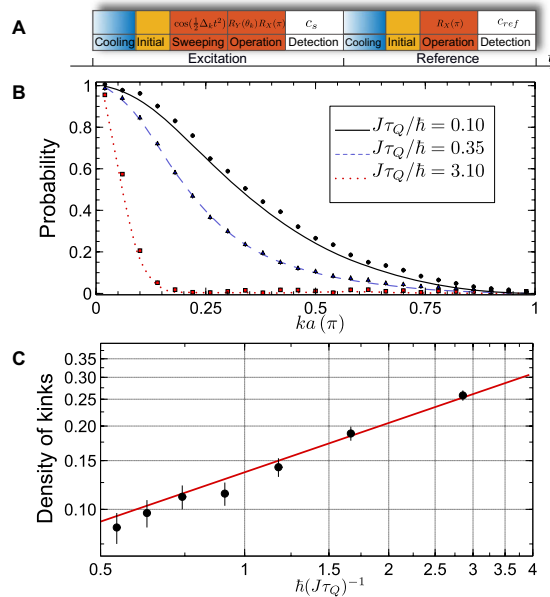 A
cos(½Δₖt²) R_Y(θₖ) R_X(π) c_s R_X(π) c_ref
Cooling Initial Sweeping Operation Detection Cooling Initial Operation Detection
Excitation Reference
B
Probability
1.0
0.8
0.6
0.4
0.2
0
Jτ_Q/ħ = 0.10
Jτ_Q/ħ = 0.35
Jτ_Q/ħ = 3.10
0 0.25 0.5 0.75 1
ka (π)
C
Density of kinks
0.35
0.30
0.25
0.20
0.15
0.10
0.5 1 1.5 2 2.5 3 3.5 4
ħ(Jτ_Q)⁻¹